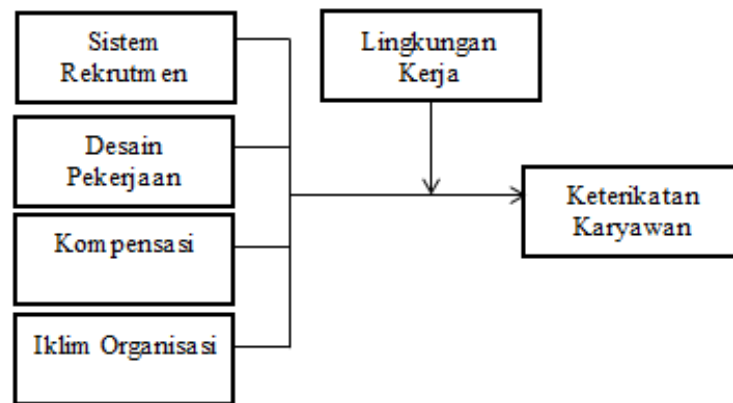 Sistem
Rekrutmen
Lingkungan
Kerja
Desain
Pekerjaan
Keterikatan
Karyawan
Kompensasi
Iklim Organisasi